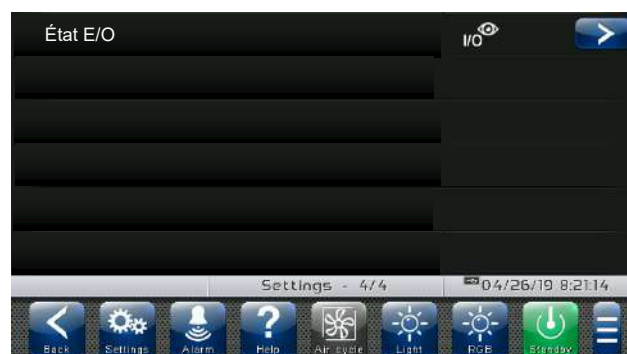 État E/O
I/O
Settings - 4/4
04/26/19 8:21:14
Back Settings Alarm Help Air cycle Light RGB Standby